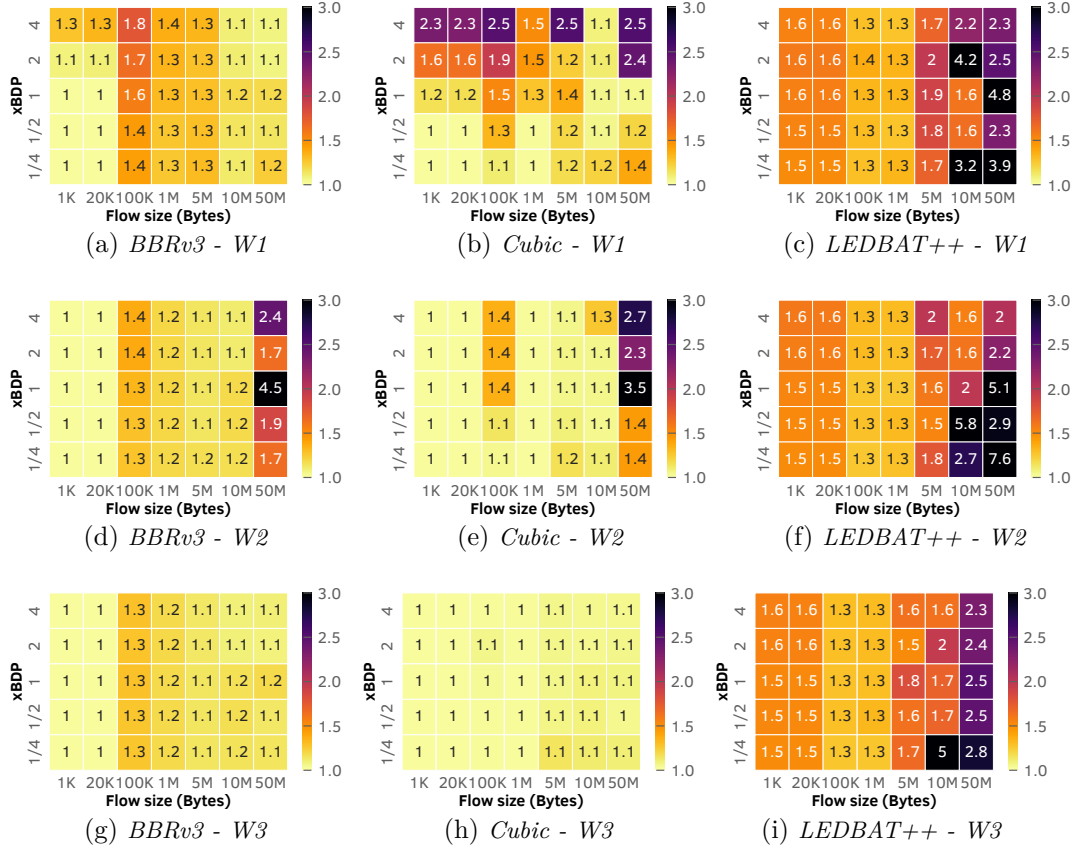 xBDP
4 1.3 1.3 1.8 1.4 1.3 1.1 1.1
2 1.1 1.1 1.7 1.3 1.3 1.1 1.1
1 1 1 1.6 1.3 1.3 1.1 1.1
1/2 1 1 1.4 1.3 1.3 1.1 1.1
1/4 1 1 1.4 1.3 1.3 1.1 1.2
1K 20K 100K 1M 5M 10M 50M
Flow size (Bytes)
3.0
2.5
2.0
1.5
1.0
(a) BBRv3 - W1
xBDP
4 2.3 2.3 2.5 1.5 2.5 1.1 2.5
2 1.6 1.6 1.9 1.5 1.2 1.1 2.4
1 1.2 1.2 1.5 1.3 1.4 1.1 1.1
1/2 1 1 1.3 1 1.2 1.1 1.2
1/4 1 1 1.1 1 1.2 1.2 1.4
1K 20K 100K 1M 5M 10M 50M
Flow size (Bytes)
3.0
2.5
2.0
1.5
1.0
(b) Cubic - W1
xBDP
4 1.6 1.6 1.3 1.3 1.7 2.2 2.3
2 1.6 1.6 1.4 1.3 2 4.2 2.5
1 1.6 1.6 1.3 1.3 1.9 1.6 4.8
1/2 1.5 1.5 1.3 1.3 1.8 1.6 2.3
1/4 1.5 1.5 1.3 1.3 1.7 3.2 3.9
1K 20K 100K 1M 5M 10M 50M
Flow size (Bytes)
3.0
2.5
2.0
1.5
1.0
(c) LEDBAT++ - W1
xBDP
4 1 1 1.4 1.2 1.1 1.1 2.4
2 1 1 1.4 1.2 1.1 1.1 1.7
1 1 1 1.3 1.2 1.1 1.2 4.5
1/2 1 1 1.3 1.2 1.1 1.2 1.9
1/4 1 1 1.3 1.2 1.2 1.1 1.7
1K 20K 100K 1M 5M 10M 50M
Flow size (Bytes)
3.0
2.5
2.0
1.5
1.0
(d) BBRv3 - W2
xBDP
4 1 1 1.4 1 1.1 1.3 2.7
2 1 1 1.4 1 1.1 1.1 2.3
1 1 1 1.4 1 1.1 1.1 3.5
1/2 1 1 1.1 1 1 1.1 1.4
1/4 1 1 1.1 1 1.2 1.1 1.4
1K 20K 100K 1M 5M 10M 50M
Flow size (Bytes)
3.0
2.5
2.0
1.5
1.0
(e) Cubic - W2
xBDP
4 1.6 1.6 1.3 1.3 2 1.6 2
2 1.6 1.6 1.3 1.3 1.7 1.6 2.2
1 1.5 1.5 1.3 1.3 1.6 2 5.1
1/2 1.5 1.5 1.3 1.3 1.5 5.8 2.9
1/4 1.5 1.5 1.3 1.3 1.8 2.7 7.6
1K 20K 100K 1M 5M 10M 50M
Flow size (Bytes)
3.0
2.5
2.0
1.5
1.0
(f) LEDBAT++ - W2
xBDP
4 1 1 1.3 1.2 1.1 1.1 1.1
2 1 1 1.3 1.2 1.1 1.2 1.1
1 1 1 1.3 1.2 1.1 1.2 1.2
1/2 1 1 1.3 1.2 1.1 1.2 1.1
1/4 1 1 1.3 1.2 1.1 1.2 1.1
1K 20K 100K 1M 5M 10M 50M
Flow size (Bytes)
3.0
2.5
2.0
1.5
1.0
(g) BBRv3 - W3
xBDP
4 1 1 1 1 1.1 1 1.1
2 1 1 1.1 1 1 1.1 1.1
1 1 1 1 1 1.1 1.1 1.1
1/2 1 1 1 1 1 1.1 1
1/4 1 1 1 1 1.1 1.1 1.1
1K 20K 100K 1M 5M 10M 50M
Flow size (Bytes)
3.0
2.5
2.0
1.5
1.0
(h) Cubic - W3
xBDP
4 1.6 1.6 1.3 1.3 1.6 1.6 2.3
2 1.6 1.6 1.3 1.3 1.5 2 2.4
1 1.5 1.5 1.3 1.3 1.8 1.7 2.5
1/2 1.5 1.5 1.3 1.3 1.6 1.7 2.5
1/4 1.5 1.5 1.3 1.3 1.7 5 2.8
1K 20K 100K 1M 5M 10M 50M
Flow size (Bytes)
3.0
2.5
2.0
1.5
1.0
(i) LEDBAT++ - W3